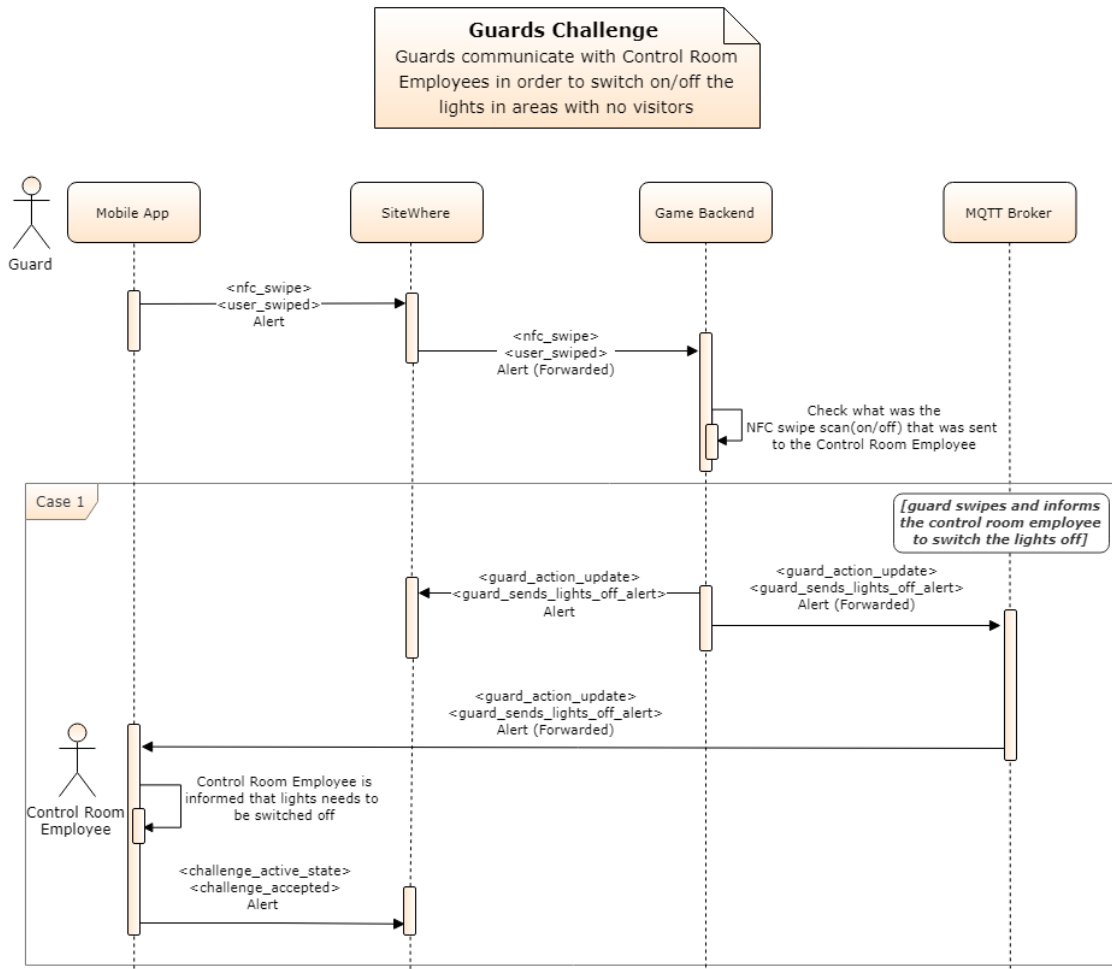 Guards Challenge
Guards communicate with Control Room
Employees in order to switch on/off the
lights in areas with no visitors
Guard
Mobile App
SiteWhere
Game Backend
MQTT Broker
<nfc_swipe>
<user_swiped>
Alert
<nfc_swipe>
<user_swiped>
Alert (Forwarded)
Check what was the
NFC swipe scan(on/off) that was sent
to the Control Room Employee
Case 1
[guard swipes and informs
the control room employee
to switch the lights off]
<guard_action_update>
<guard_sends_lights_off_alert>
Alert
<guard_action_update>
<guard_sends_lights_off_alert>
Alert (Forwarded)
<guard_action_update>
<guard_sends_lights_off_alert>
Alert (Forwarded)
Control Room
Employee
Control Room Employee is
informed that lights needs to
be switched off
<challenge_active_state>
<challenge_accepted>
Alert